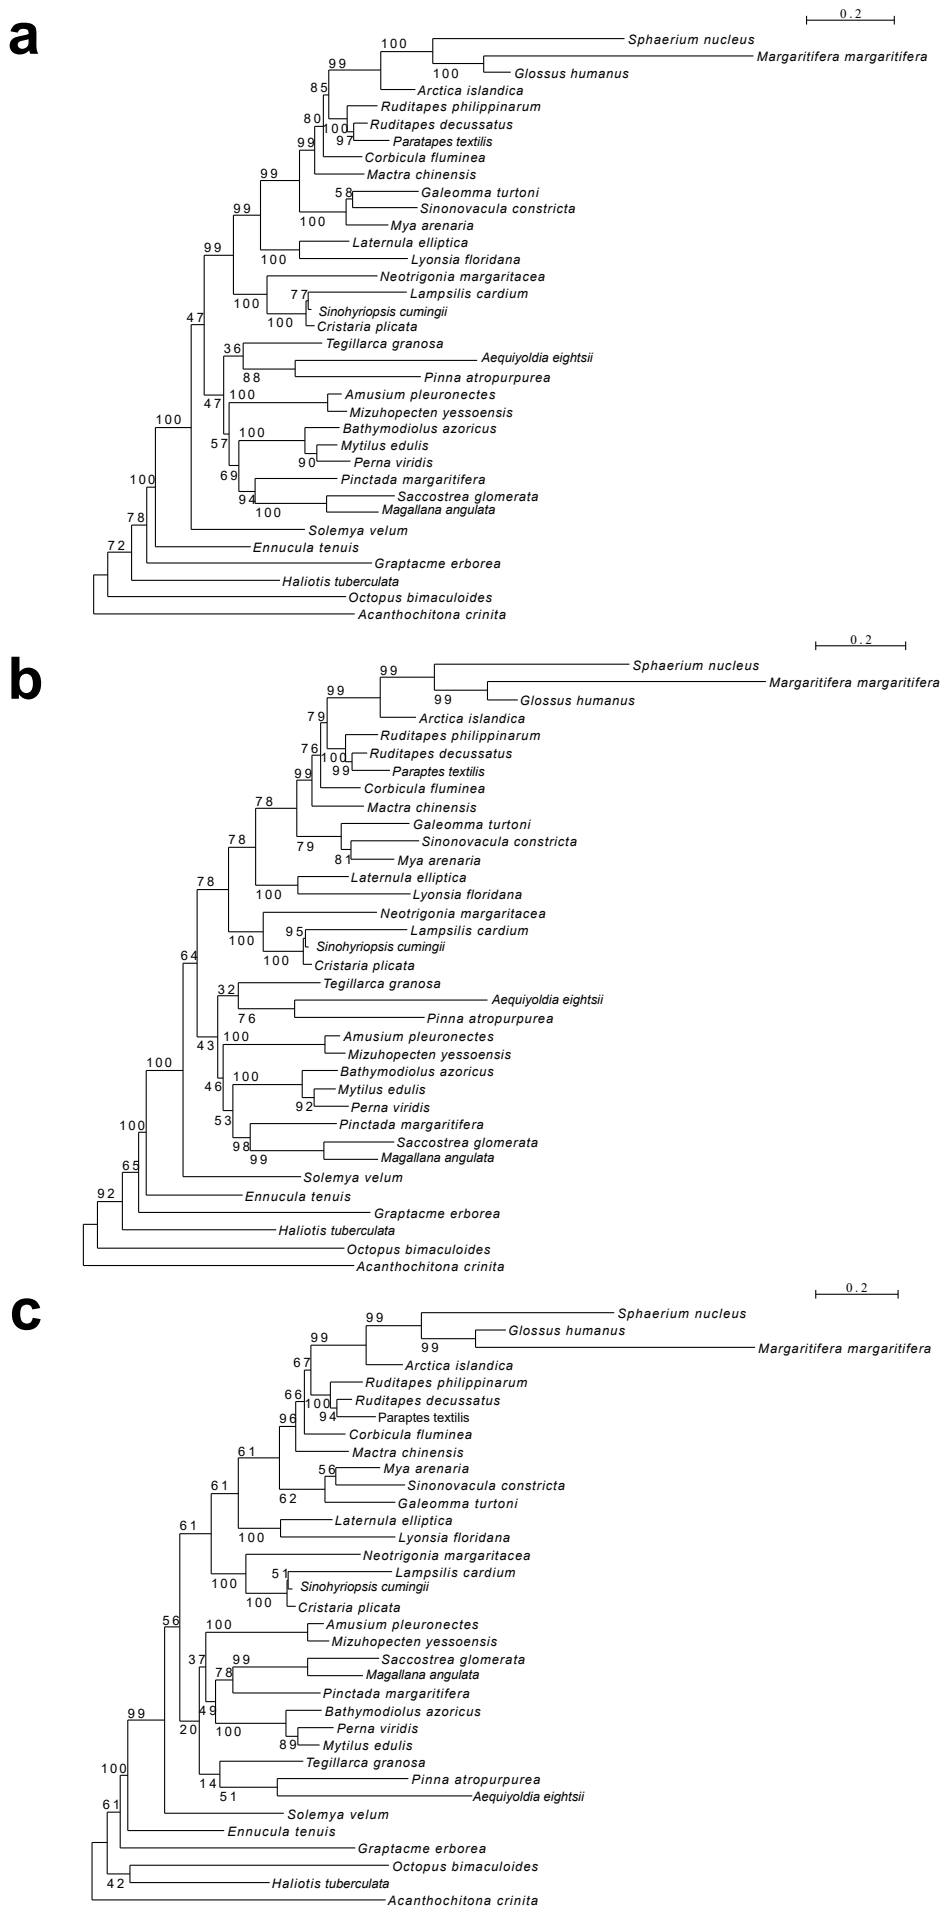 a
0.2
100
Sphaerium nucleus
Margaritifera margaritifera
99
100
Glossus humanus
85
Arctica islandica
Ruditapes philippinarum
80
100
Ruditapes decussatus
99
97
Paratapes textilis
Corbicula fluminea
99
Mactra chinensis
58
Galeomma turtoni
99
100
Sinonovacula constricta
Mya arenaria
99
Laternula elliptica
100
Lyonsia floridana
Neotrigonia margaritacea
100
77
Lampsilis cardium
47
100
Sinohyriopsis cumingii
Cristaria plicata
36
Tegillarca granosa
88
Aequiyoldia eightsii
Pinna atropurpurea
47
100
Amusium pleuronectes
Mizuhopecten yessoensis
100
57
100
Bathymodiolus azoricus
Mytilus edulis
90
Perna viridis
100
69
Pinctada margaritifera
94
Saccostrea glomerata
100
Magallana angulata
78
Solemya velum
72
Ennucula tenuis
Graptacme erborea
Haliotis tuberculata
Octopus bimaculoides
Acanthochitona crinita
b
0.2
99
Sphaerium nucleus
Margaritifera margaritifera
99
99
Glossus humanus
79
Arctica islandica
Ruditapes philippinarum
76
100
Ruditapes decussatus
99
99
Paraptes textilis
Corbicula fluminea
78
Mactra chinensis
Galeomma turtoni
78
79
Sinonovacula constricta
81
Mya arenaria
78
Laternula elliptica
100
Lyonsia floridana
Neotrigonia margaritacea
100
95
Lampsilis cardium
64
100
Sinohyriopsis cumingii
Cristaria plicata
32
Tegillarca granosa
76
Aequiyoldia eightsii
Pinna atropurpurea
43
100
Amusium pleuronectes
Mizuhopecten yessoensis
100
46
100
Bathymodiolus azoricus
Mytilus edulis
92
Perna viridis
100
53
Pinctada margaritifera
98
Saccostrea glomerata
99
Magallana angulata
65
Solemya velum
92
Ennucula tenuis
Graptacme erborea
Haliotis tuberculata
Octopus bimaculoides
Acanthochitona crinita
c
0.2
99
Sphaerium nucleus
99
99
Glossus humanus
Margaritifera margaritifera
67
Arctica islandica
Ruditapes philippinarum
66
100
Ruditapes decussatus
96
94
Paraptes textilis
Corbicula fluminea
61
Mactra chinensis
56
Mya arenaria
61
62
Sinonovacula constricta
Galeomma turtoni
61
Laternula elliptica
100
Lyonsia floridana
Neotrigonia margaritacea
100
51
Lampsilis cardium
100
Sinohyriopsis cumingii
Cristaria plicata
56
100
Amusium pleuronectes
Mizuhopecten yessoensis
37
99
Saccostrea glomerata
78
Magallana angulata
Pinctada margaritifera
49
Bathymodiolus azoricus
99
20
100
Perna viridis
89
Mytilus edulis
Tegillarca granosa
100
14
Pinna atropurpurea
51
Aequiyoldia eightsii
61
Solemya velum
Ennucula tenuis
Graptacme erborea
Octopus bimaculoides
42
Haliotis tuberculata
Acanthochitona crinita